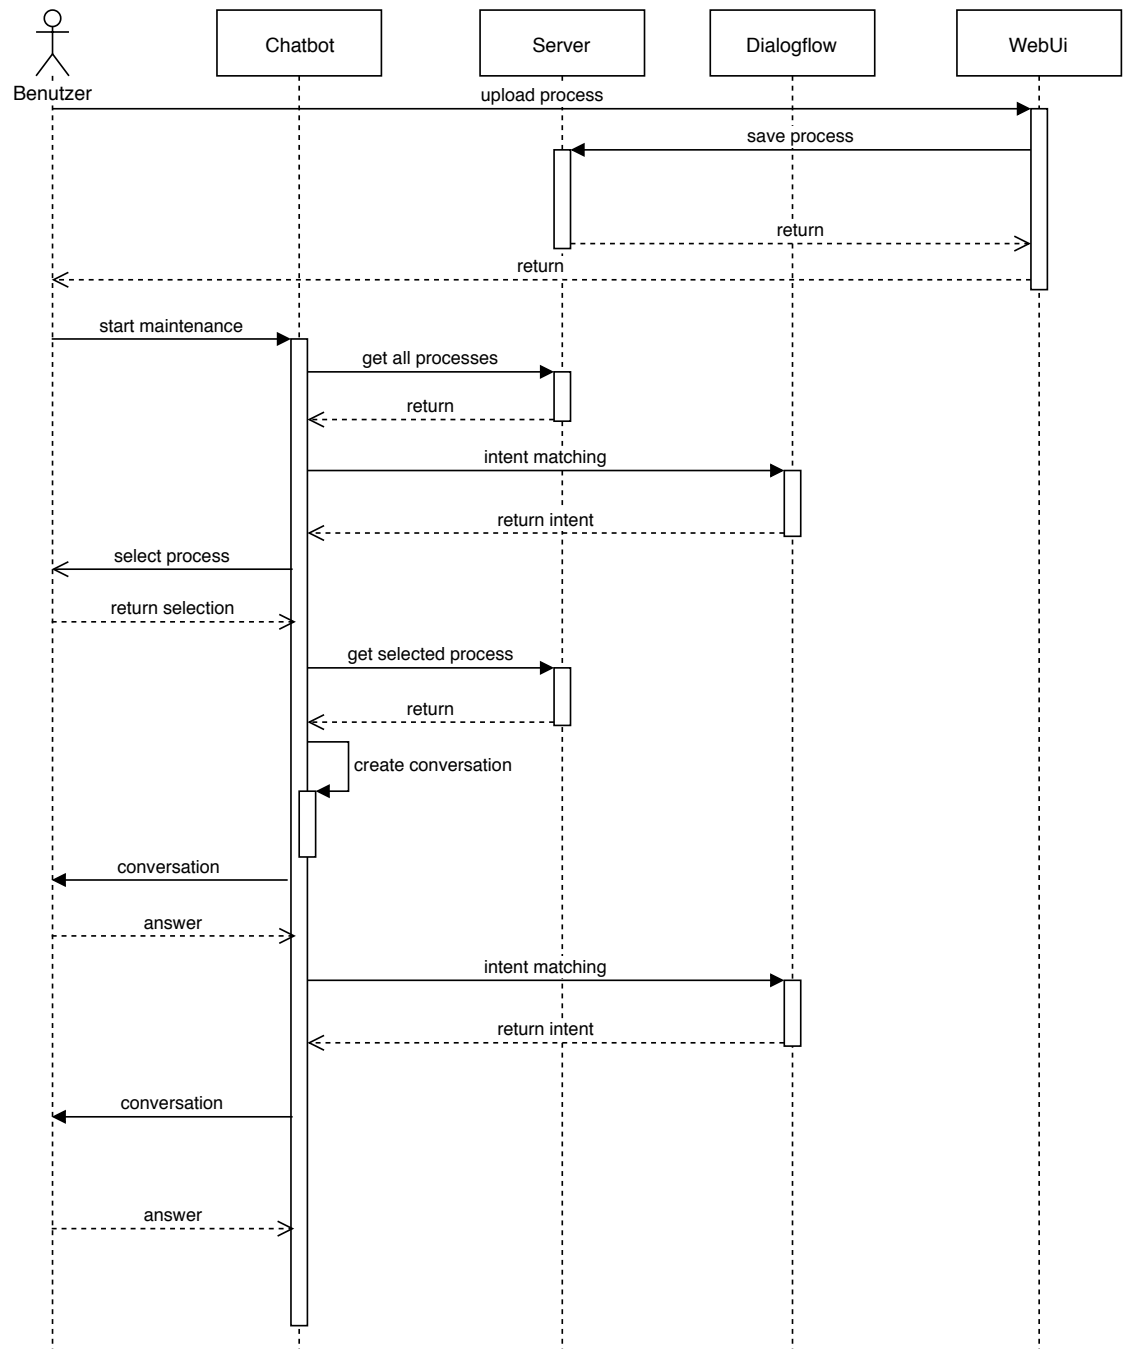 Benutzer
Chatbot
Server
Dialogflow
WebUi
upload process
save process
return
return
start maintenance
get all processes
return
intent matching
return intent
select process
return selection
get selected process
return
create conversation
conversation
answer
intent matching
return intent
conversation
answer